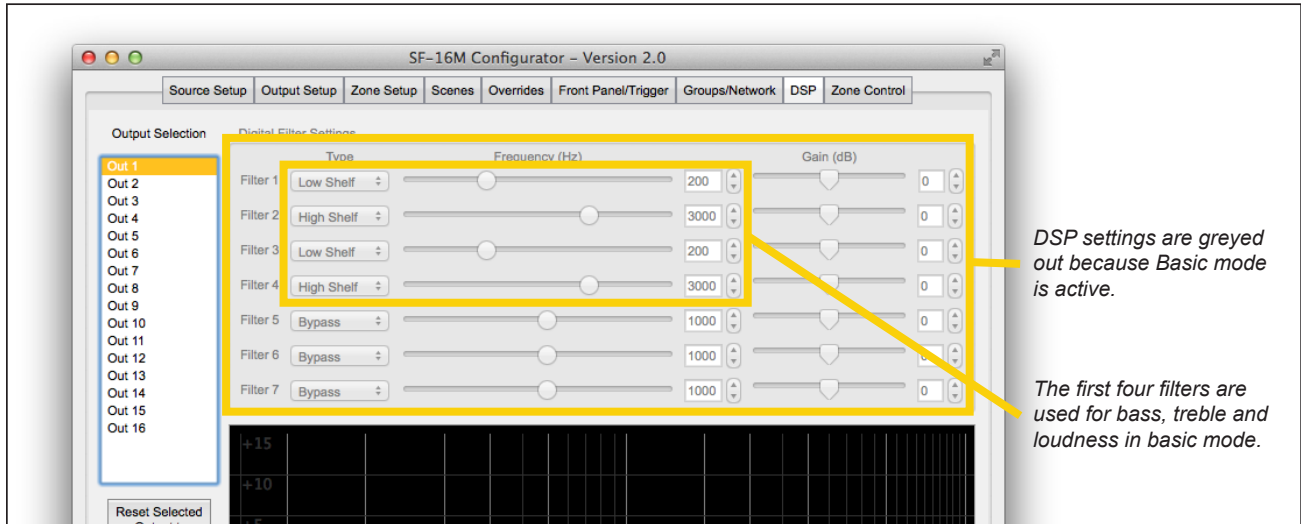 SF-16M Configurator – Version 2.0
Source Setup Output Setup Zone Setup Scenes Overrides Front Panel/Trigger Groups/Network DSP Zone Control
Output Selection
Out 1
Out 2
Out 3
Out 4
Out 5
Out 6
Out 7
Out 8
Out 9
Out 10
Out 11
Out 12
Out 13
Out 14
Out 15
Out 16
Reset Selected
Digital Filter Settings
Type Frequency (Hz) Gain (dB)
Filter 1 Low Shelf 200 0
Filter 2 High Shelf 3000 0
Filter 3 Low Shelf 200 0
Filter 4 High Shelf 3000 0
Filter 5 Bypass 1000 0
Filter 6 Bypass 1000 0
Filter 7 Bypass 1000 0
+15
+10
+5
DSP settings are greyed
out because Basic mode
is active.
The first four filters are
used for bass, treble and
loudness in basic mode.